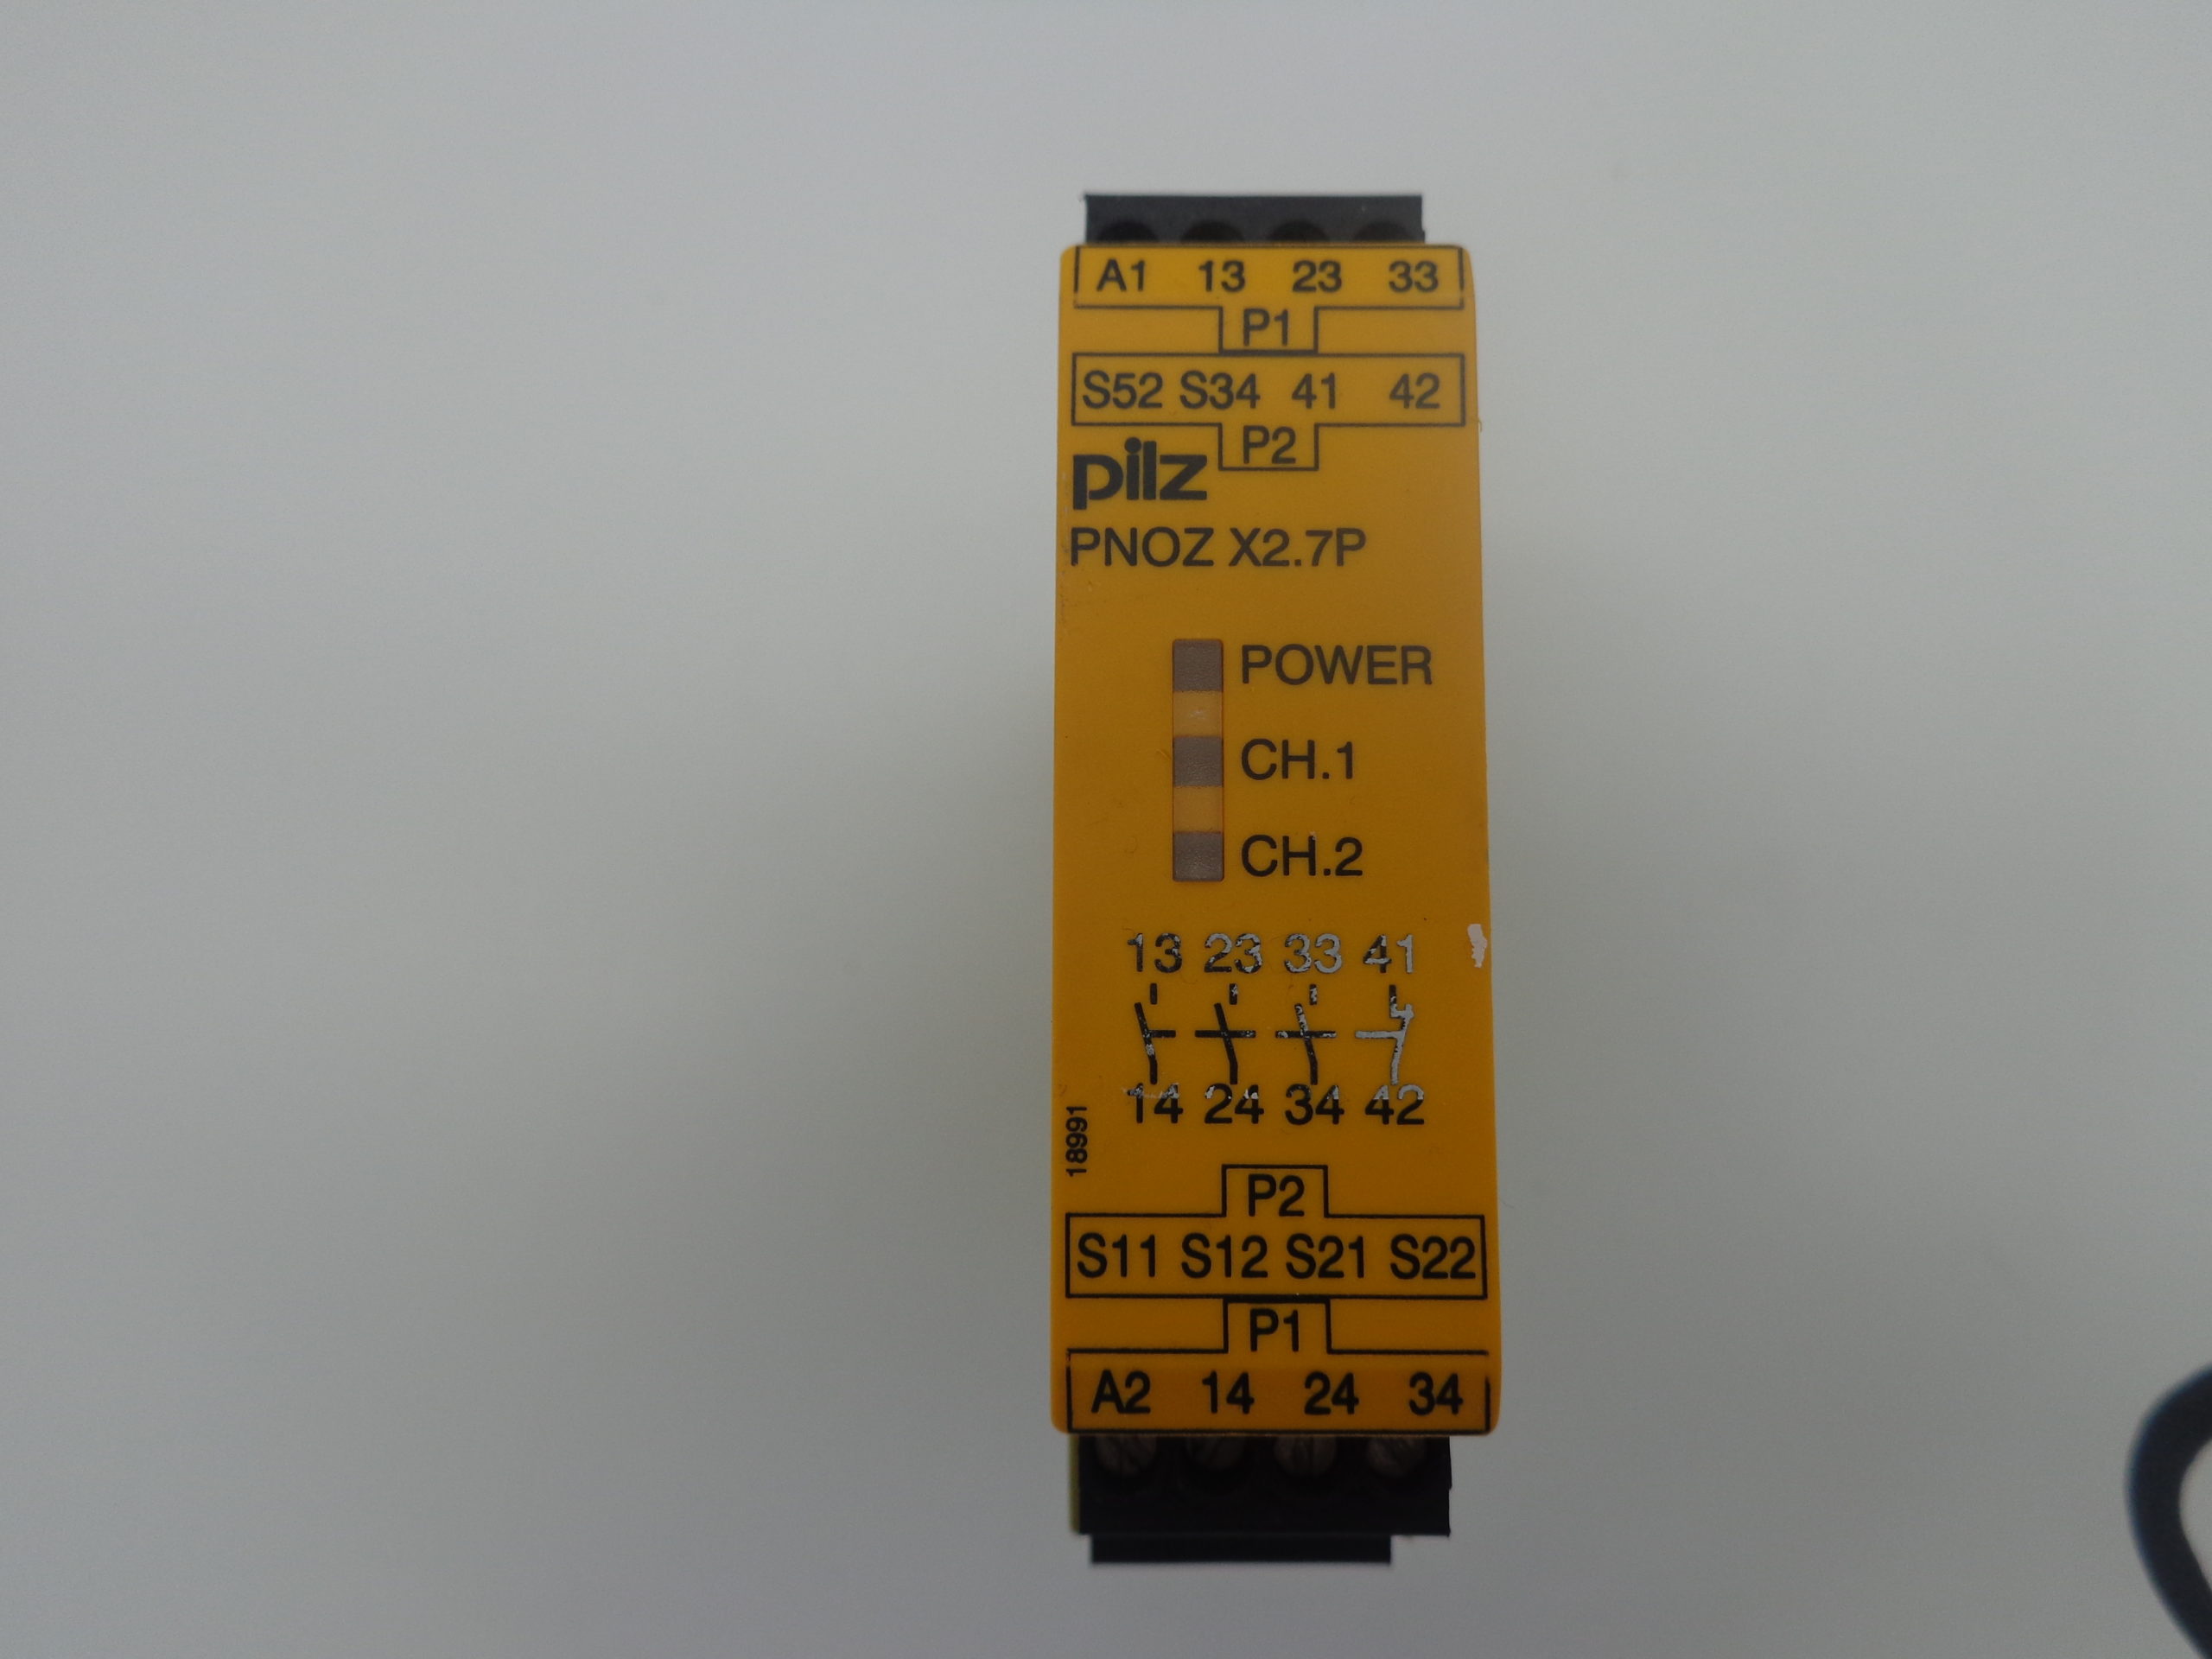 A1 13 23 33
P1
S52 S34 41 42
P2
pilz
PNOZ X2.7P
POWER
CH.1
CH.2
13 23 33 41
14 24 34 42
18991
P2
S11 S12 S21 S22
P1
A2 14 24 34